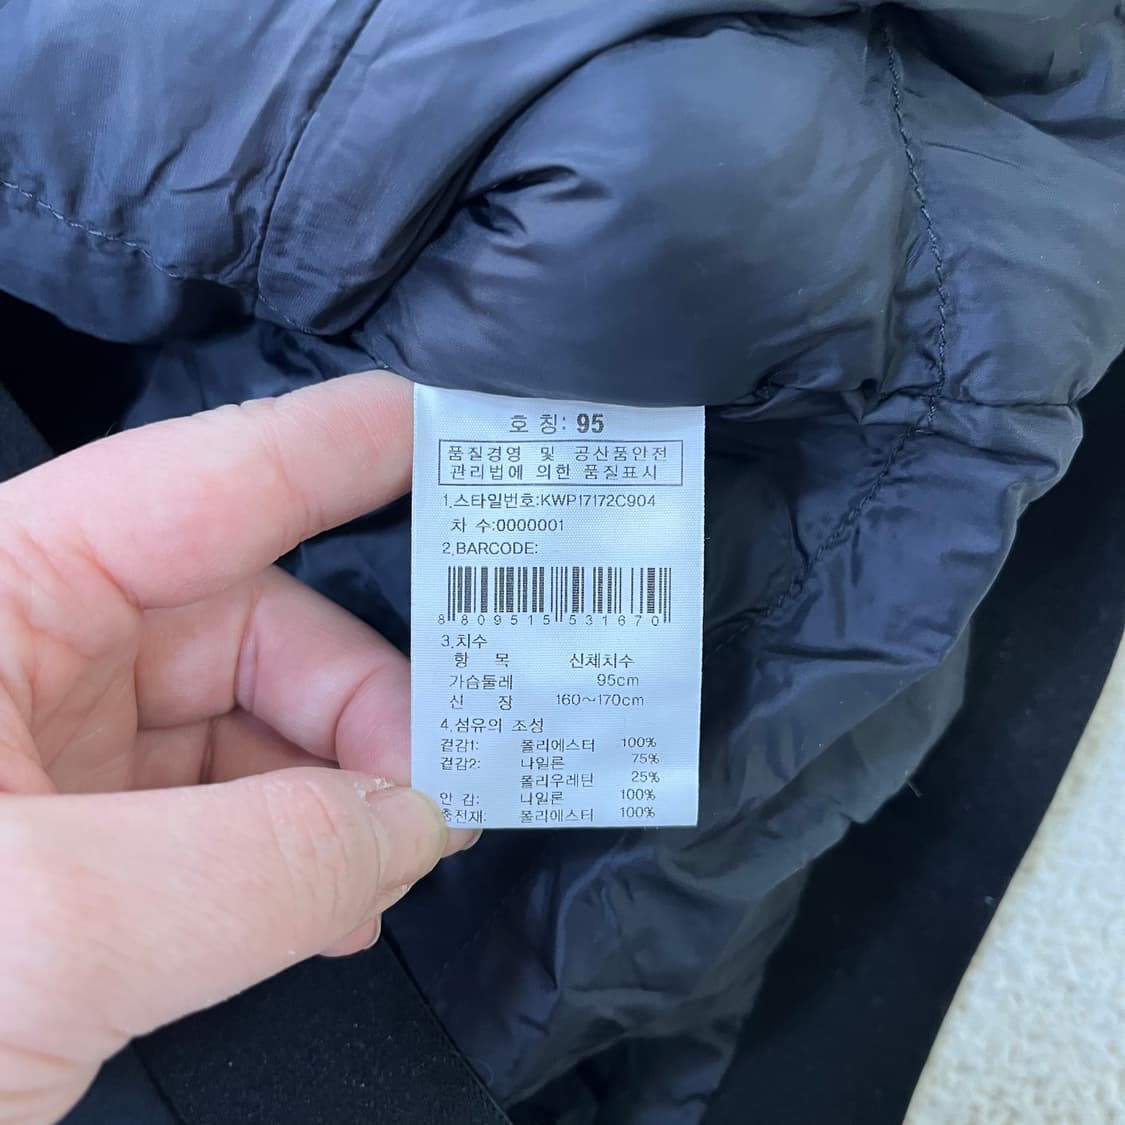 호 칭: 95
품질경영 및 공산품안전
관리법에 의한 품질표시
1.스타일번호:KWP17172C904
차 수:0000001
2.BARCODE:
8 809515 531670
3.치수
항 목 신체치수
가슴둘레 95cm
신 장 160~170cm
4.섬유의 조성
겉감1: 폴리에스터 100%
겉감2: 나일론 75%
폴리우레탄 25%
안 감: 나일론 100%
충전재: 폴리에스터 100%